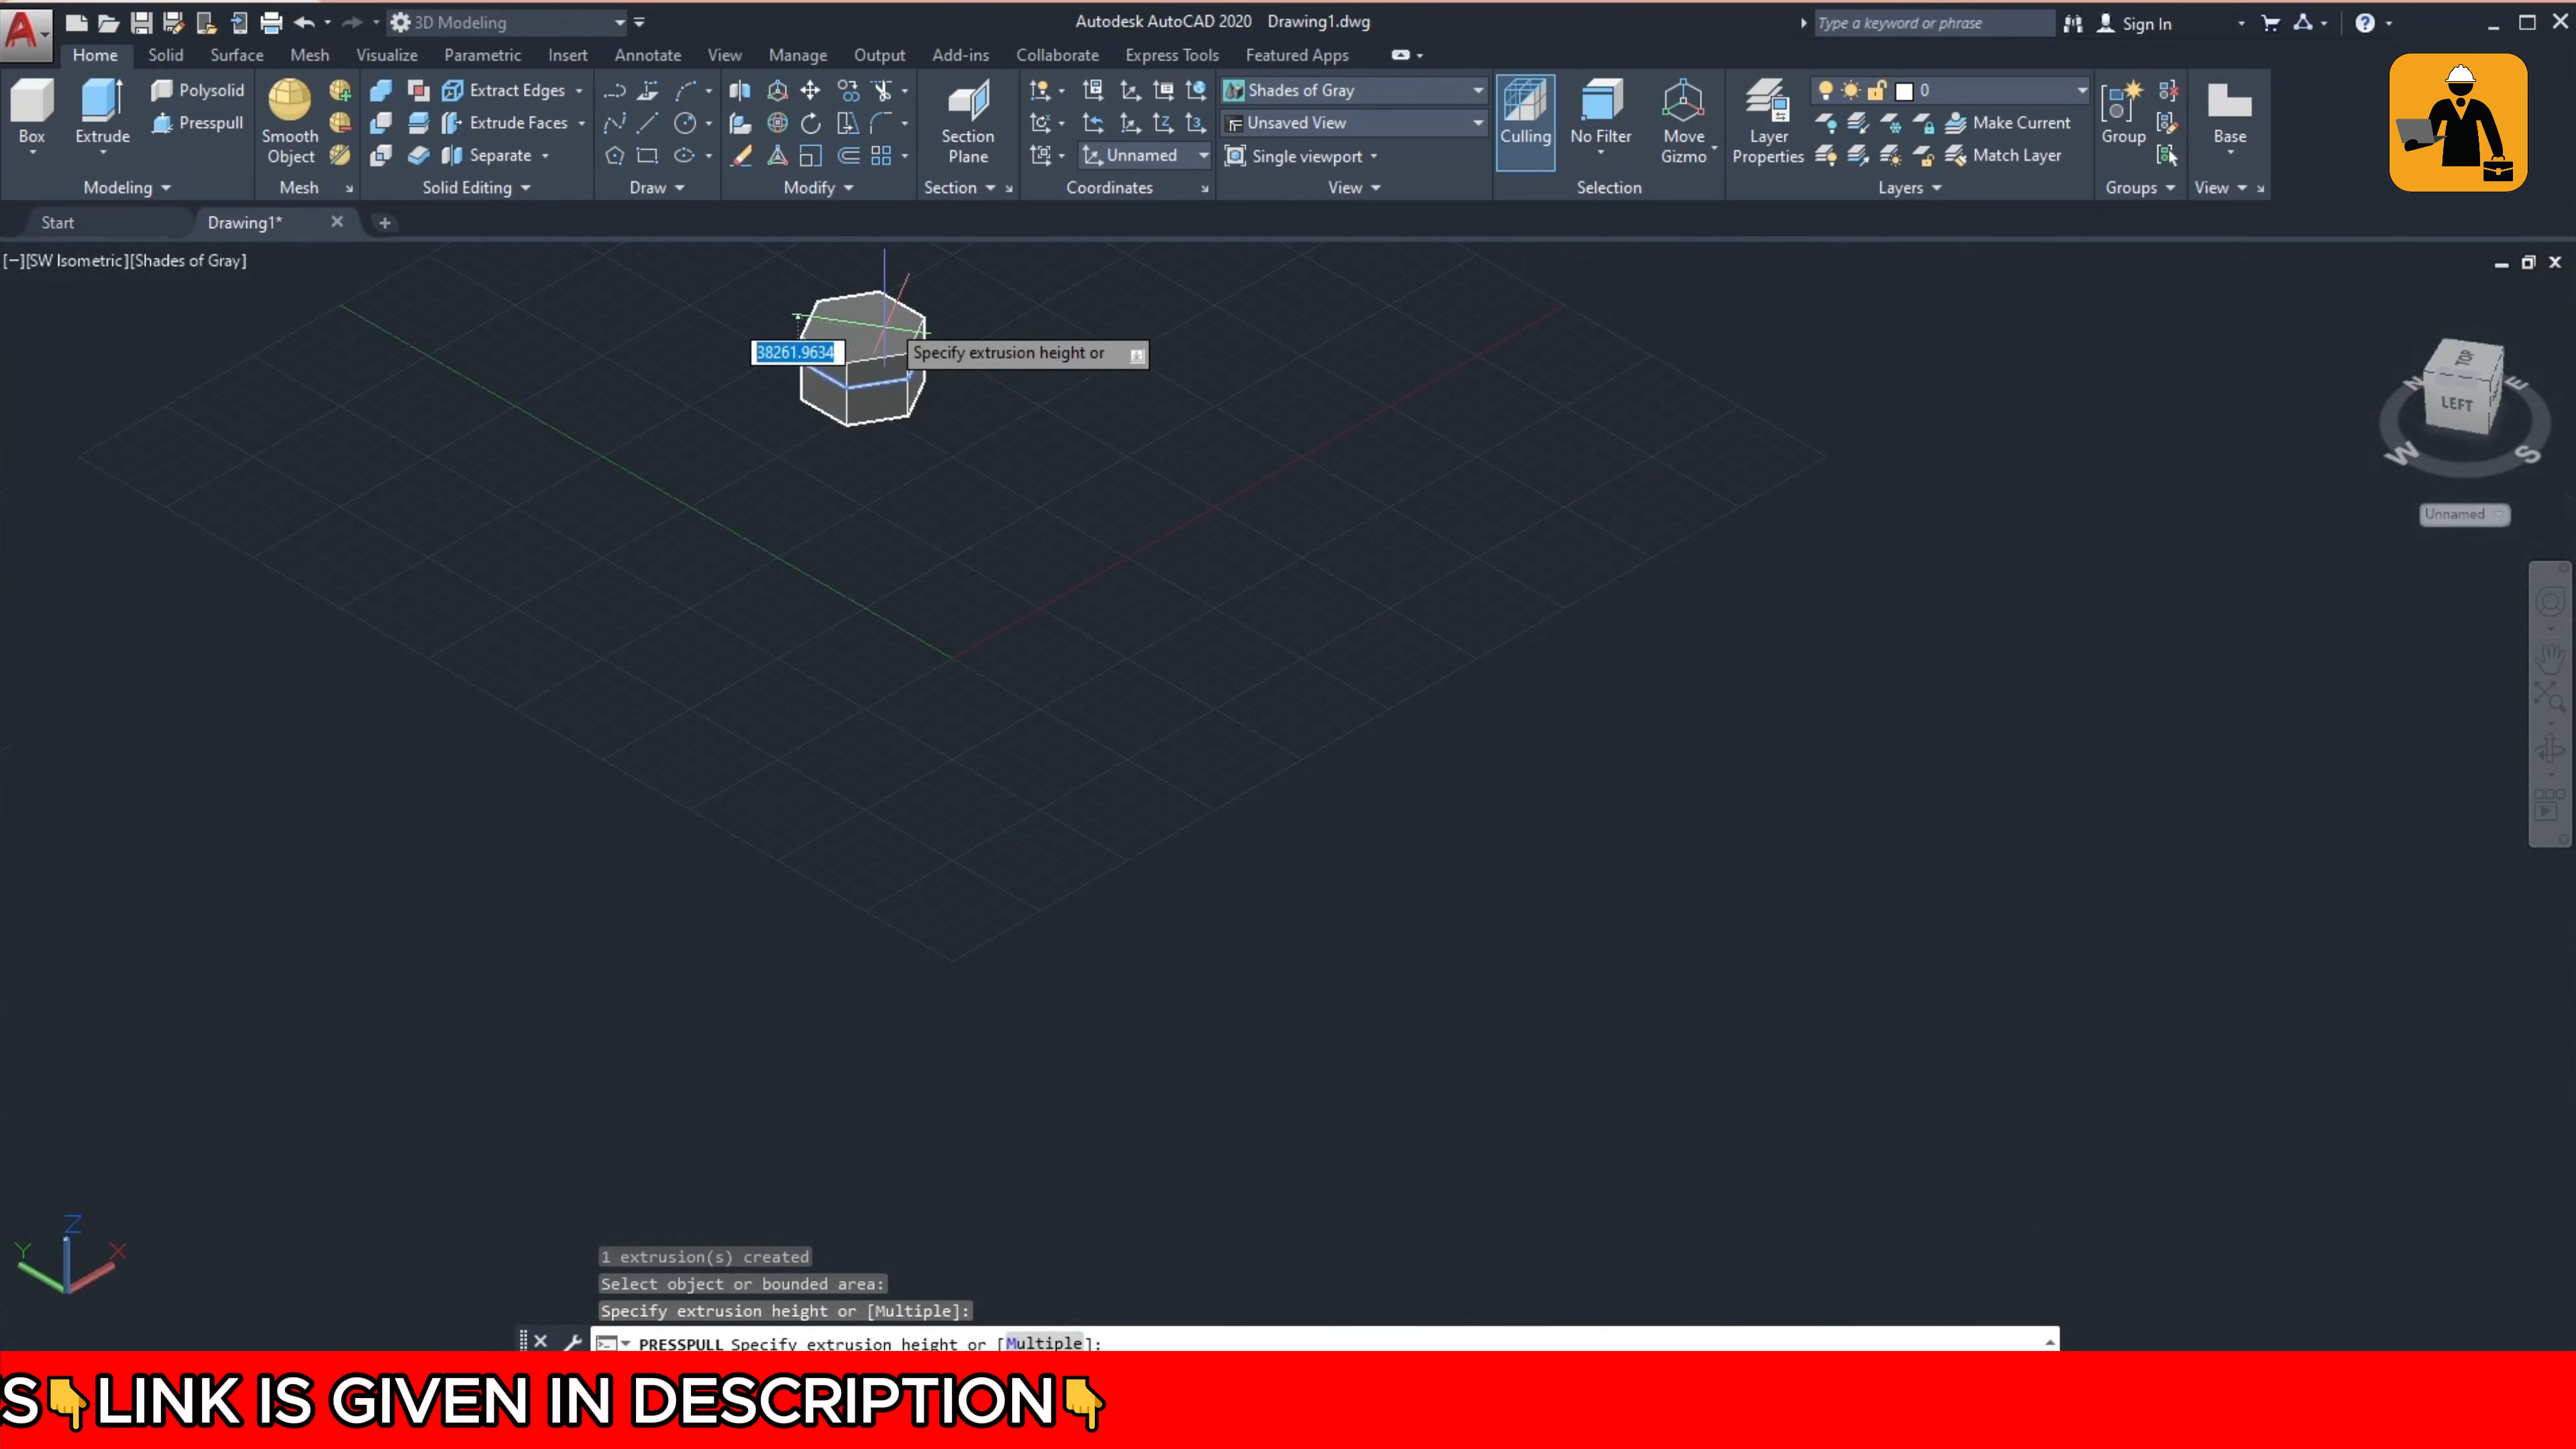 3D Modeling
Autodesk AutoCAD 2020 Drawing1.dwg
Type a keyword or phrase
Sign In
Home Solid Surface Mesh Visualize Parametric Insert Annotate View Manage Output Add-ins Collaborate Express Tools Featured Apps
Box
Extrude
Polysolid
Presspull
Modeling
Smooth
Object
Mesh
Extract Edges
Extrude Faces
Separate
Solid Editing
Draw
Modify
Section
Plane
Section
Unnamed
Coordinates
Shades of Gray
Unsaved View
Single viewport
View
Culling
No Filter
Move
Gizmo
Selection
Layer
Properties
0
Make Current
Match Layer
Layers
Group
Groups
Base
View
Start
Drawing1*
[−][SW Isometric][Shades of Gray]
38261.9634
Specify extrusion height or
TOP
LEFT
N
E
W
S
Unnamed
Z
Y
X
1 extrusion(s) created
Select object or bounded area:
Specify extrusion height or [Multiple]:
PRESSPULL Specify extrusion height or [Multiple]:
S👇LINK IS GIVEN IN DESCRIPTION👇